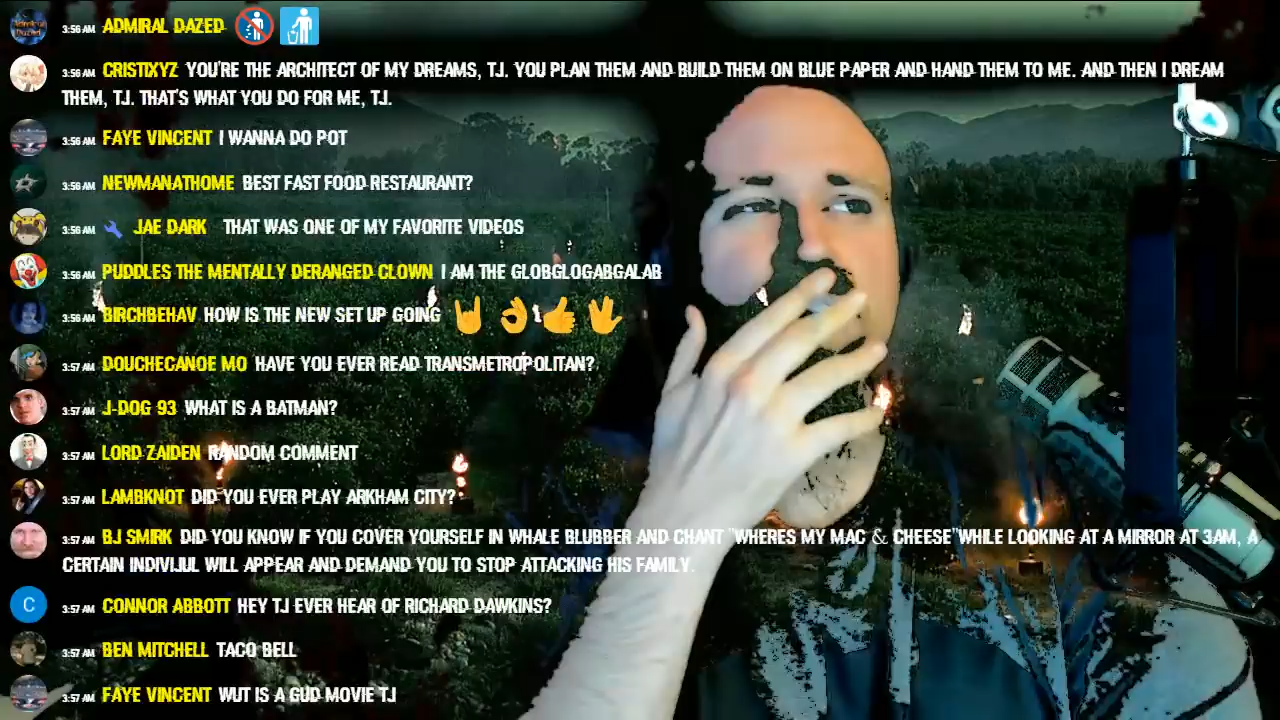 3:56 AM ADMIRAL DAZED
3:56 AM CRISTIXYZ YOU'RE THE ARCHITECT OF MY DREAMS, TJ. YOU PLAN THEM AND BUILD THEM ON BLUE PAPER AND HAND THEM TO ME. AND THEN I DREAM
THEM, TJ. THAT'S WHAT YOU DO FOR ME, TJ.
3:56 AM FAYE VINCENT I WANNA DO POT
3:56 AM NEWMANATHOME BEST FAST FOOD RESTAURANT?
3:56 AM JAE DARK THAT WAS ONE OF MY FAVORITE VIDEOS
3:56 AM PUDDLES THE MENTALLY DERANGED CLOWN I AM THE GLOBGLOGABGALAB
3:56 AM BIRCHBEHAV HOW IS THE NEW SET UP GOING 🤘 👌 👍 🖖
3:57 AM DOUCHECANOE MO HAVE YOU EVER READ TRANSMETROPOLITAN?
3:57 AM J-DOG 93 WHAT IS A BATMAN?
3:57 AM LORD ZAIDEN RANDOM COMMENT
3:57 AM LAMBKNOT DID YOU EVER PLAY ARKHAM CITY?
3:57 AM BJ SMIRK DID YOU KNOW IF YOU COVER YOURSELF IN WHALE BLUBBER AND CHANT "WHERES MY MAC & CHEESE"WHILE LOOKING AT A MIRROR AT 3AM, A
CERTAIN INDIVIJUL WILL APPEAR AND DEMAND YOU TO STOP ATTACKING HIS FAMILY.
C
3:57 AM CONNOR ABBOTT HEY TJ EVER HEAR OF RICHARD DAWKINS?
3:57 AM BEN MITCHELL TACO BELL
3:57 AM FAYE VINCENT WUT IS A GUD MOVIE TJ